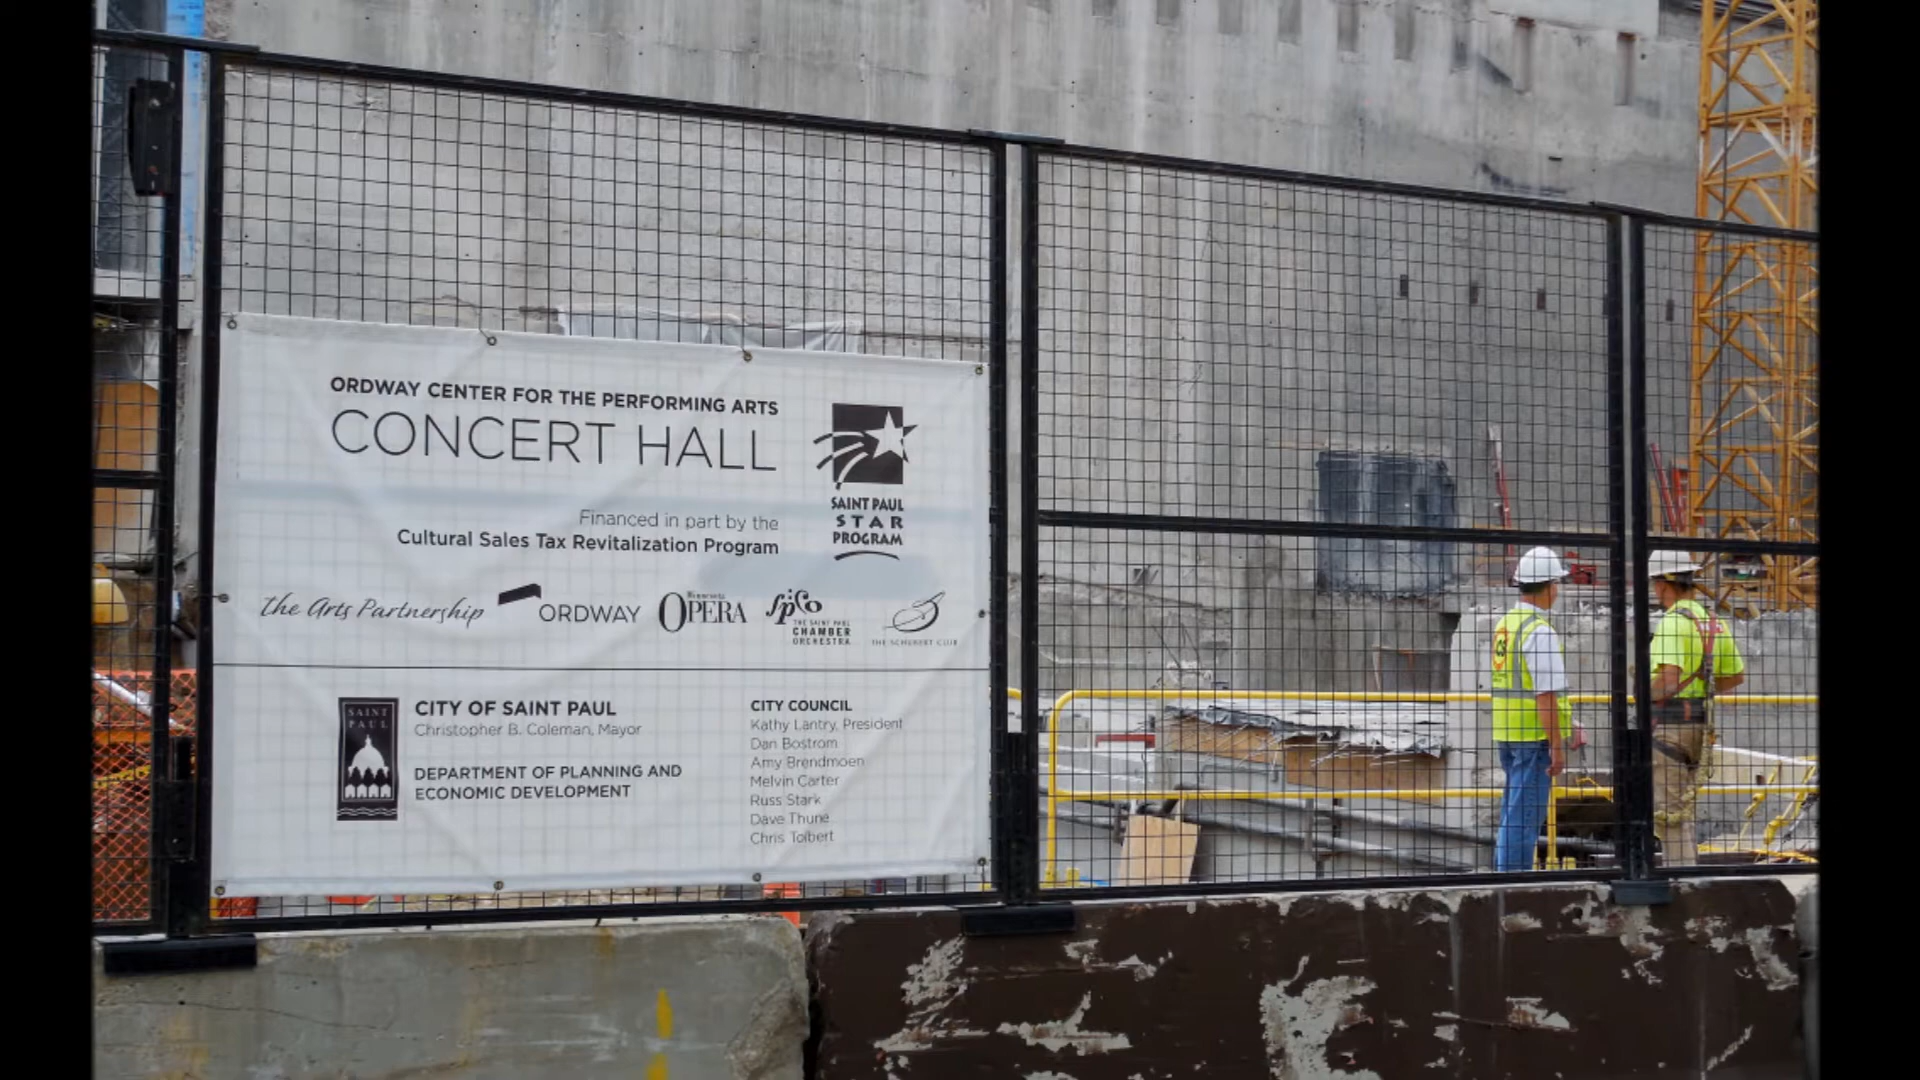 ORDWAY CENTER FOR THE PERFORMING ARTS
CONCERT HALL
SAINT PAUL
STAR
PROGRAM
Financed in part by the
Cultural Sales Tax Revitalization Program
the Arts Partnership
ORDWAY
Minnesota
OPERA
SPCO
THE SAINT PAUL
CHAMBER
ORCHESTRA
THE SCHUBERT CLUB
SAINT
PAUL
CITY OF SAINT PAUL
Christopher B. Coleman, Mayor
DEPARTMENT OF PLANNING AND
ECONOMIC DEVELOPMENT
CITY COUNCIL
Kathy Lantry, President
Dan Bostrom
Amy Brendmoen
Melvin Carter
Russ Stark
Dave Thune
Chris Tolbert